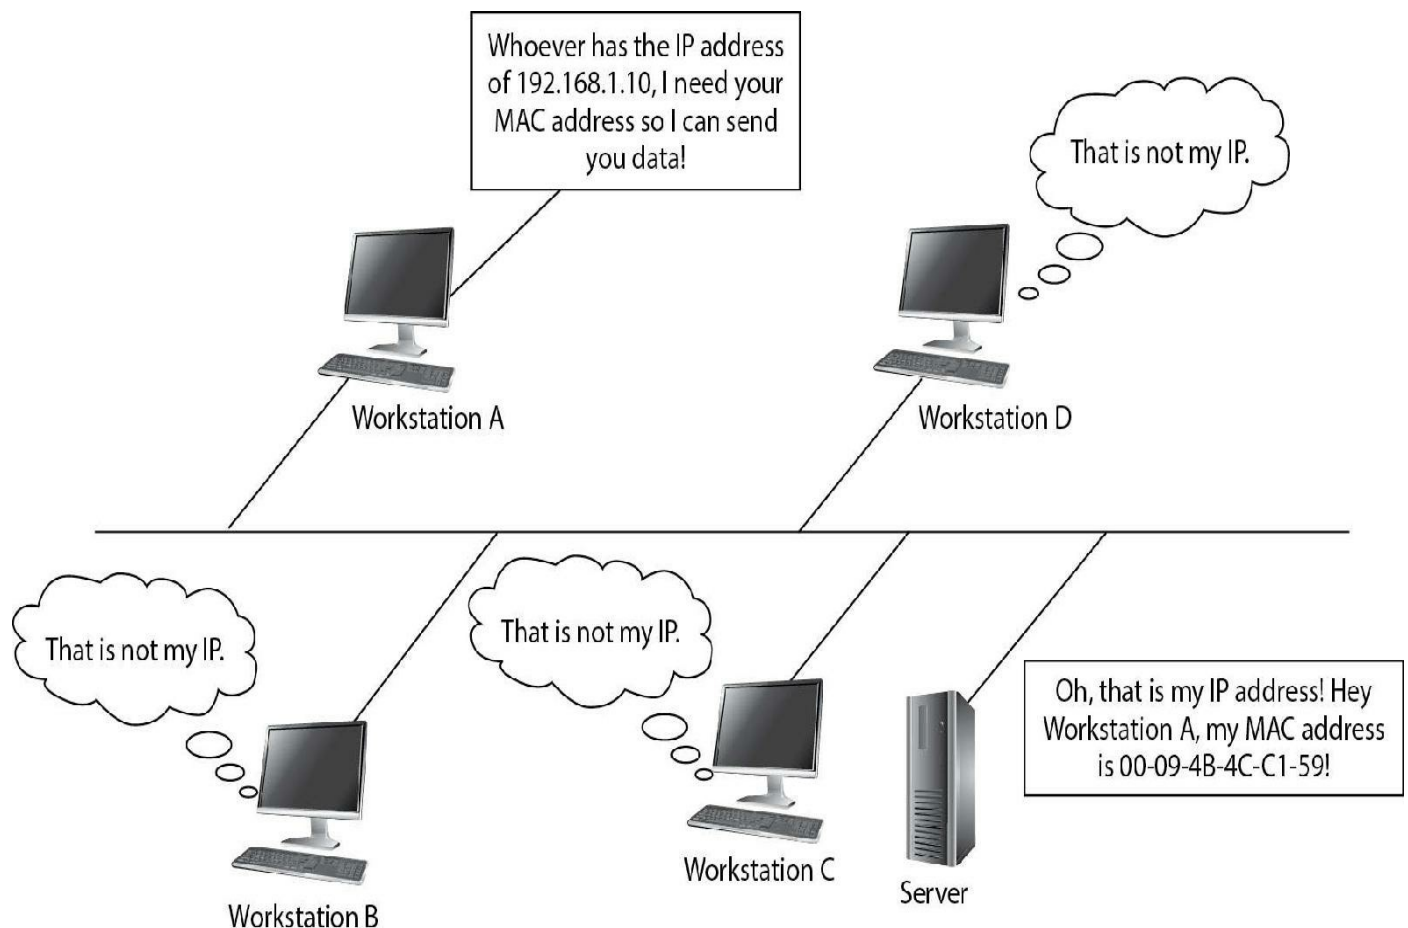 Whoever has the IP address
of 192.168.1.10, I need your
MAC address so I can send
you data!
That is not my IP.
Workstation A
Workstation D
That is not my IP.
That is not my IP.
Oh, that is my IP address! Hey
Workstation A, my MAC address
is 00-09-4B-4C-C1-59!
Workstation C
Server
Workstation B